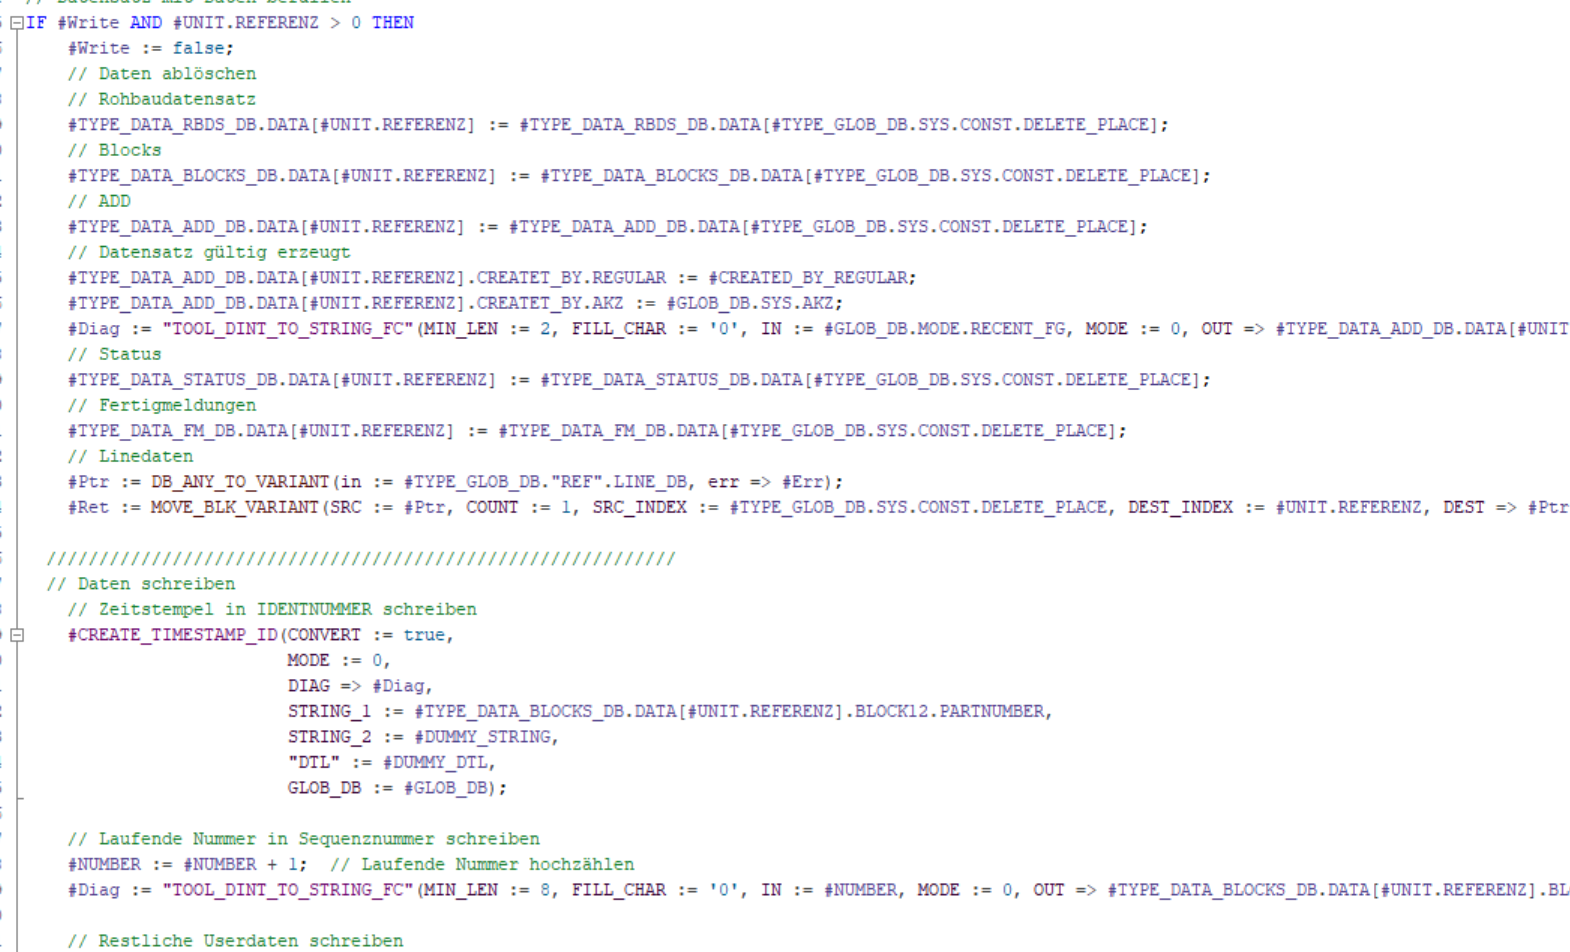 // Datensatz mit Daten befüllen
IF #Write AND #UNIT.REFERENZ > 0 THEN
#Write := false;
// Daten ablöschen
// Rohbaudatensatz
#TYPE_DATA_RBDS_DB.DATA[#UNIT.REFERENZ] := #TYPE_DATA_RBDS_DB.DATA[#TYPE_GLOB_DB.SYS.CONST.DELETE_PLACE];
// Blocks
#TYPE_DATA_BLOCKS_DB.DATA[#UNIT.REFERENZ] := #TYPE_DATA_BLOCKS_DB.DATA[#TYPE_GLOB_DB.SYS.CONST.DELETE_PLACE];
// ADD
#TYPE_DATA_ADD_DB.DATA[#UNIT.REFERENZ] := #TYPE_DATA_ADD_DB.DATA[#TYPE_GLOB_DB.SYS.CONST.DELETE_PLACE];
// Datensatz gültig erzeugt
#TYPE_DATA_ADD_DB.DATA[#UNIT.REFERENZ].CREATET_BY.REGULAR := #CREATED_BY_REGULAR;
#TYPE_DATA_ADD_DB.DATA[#UNIT.REFERENZ].CREATET_BY.AKZ := #GLOB_DB.SYS.AKZ;
#Diag := "TOOL_DINT_TO_STRING_FC"(MIN_LEN := 2, FILL_CHAR := '0', IN := #GLOB_DB.MODE.RECENT_FG, MODE := 0, OUT => #TYPE_DATA_ADD_DB.DATA[#UNIT
// Status
#TYPE_DATA_STATUS_DB.DATA[#UNIT.REFERENZ] := #TYPE_DATA_STATUS_DB.DATA[#TYPE_GLOB_DB.SYS.CONST.DELETE_PLACE];
// Fertigmeldungen
#TYPE_DATA_FM_DB.DATA[#UNIT.REFERENZ] := #TYPE_DATA_FM_DB.DATA[#TYPE_GLOB_DB.SYS.CONST.DELETE_PLACE];
// Linedaten
#Ptr := DB_ANY_TO_VARIANT(in := #TYPE_GLOB_DB."REF".LINE_DB, err => #Err);
#Ret := MOVE_BLK_VARIANT(SRC := #Ptr, COUNT := 1, SRC_INDEX := #TYPE_GLOB_DB.SYS.CONST.DELETE_PLACE, DEST_INDEX := #UNIT.REFERENZ, DEST => #Ptr
////////////////////////////////////////////////////////////
// Daten schreiben
// Zeitstempel in IDENTNUMMER schreiben
#CREATE_TIMESTAMP_ID(CONVERT := true,
MODE := 0,
DIAG => #Diag,
STRING_1 := #TYPE_DATA_BLOCKS_DB.DATA[#UNIT.REFERENZ].BLOCK12.PARTNUMBER,
STRING_2 := #DUMMY_STRING,
"DTL" := #DUMMY_DTL,
GLOB_DB := #GLOB_DB);
// Laufende Nummer in Sequenznummer schreiben
#NUMBER := #NUMBER + 1; // Laufende Nummer hochzählen
#Diag := "TOOL_DINT_TO_STRING_FC"(MIN_LEN := 8, FILL_CHAR := '0', IN := #NUMBER, MODE := 0, OUT => #TYPE_DATA_BLOCKS_DB.DATA[#UNIT.REFERENZ].BL
// Restliche Userdaten schreiben